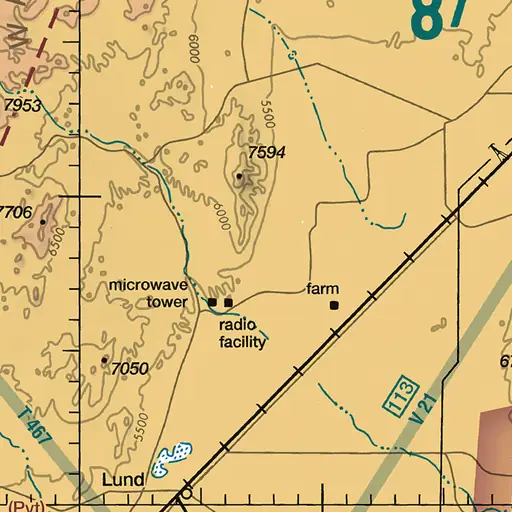 87
6000
5500
7953
7594
7706
6000
6500
microwave
tower
farm
radio
facility
7050
113
V 21
T 467
5500
Lund
(Pvt)